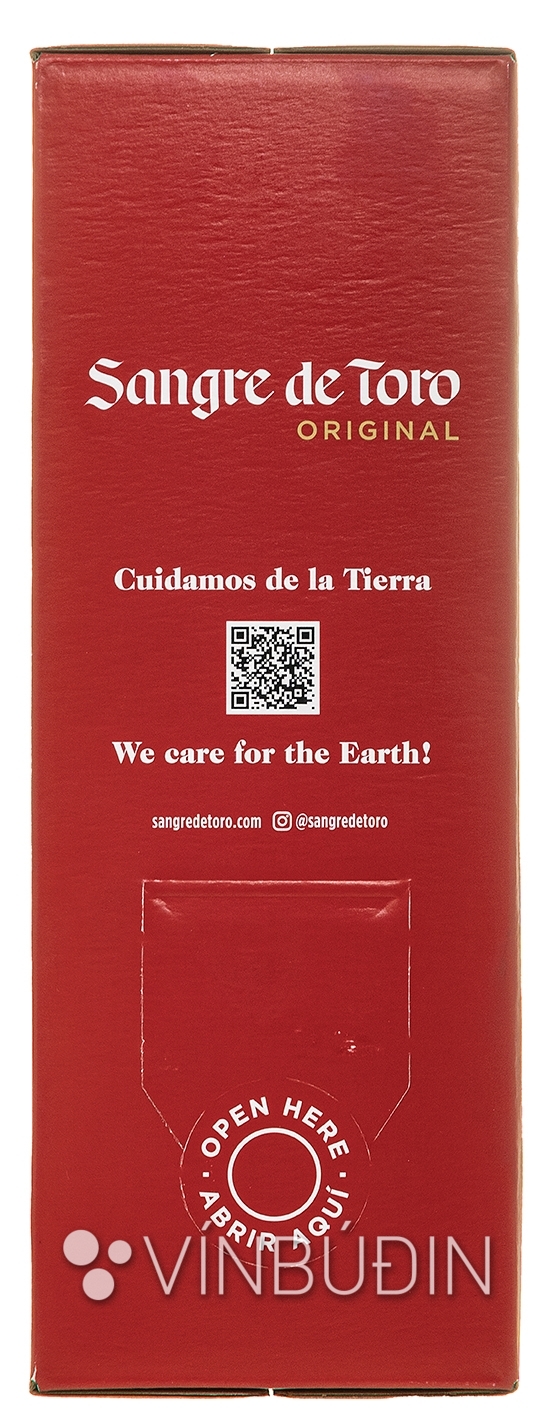 Sangre de Toro
ORIGINAL
Cuidamos de la Tierra
We care for the Earth!
sangredetoro.com @sangredetoro
· OPEN HERE ·
ABRIR AQUÍ
VÍNBÚÐIN